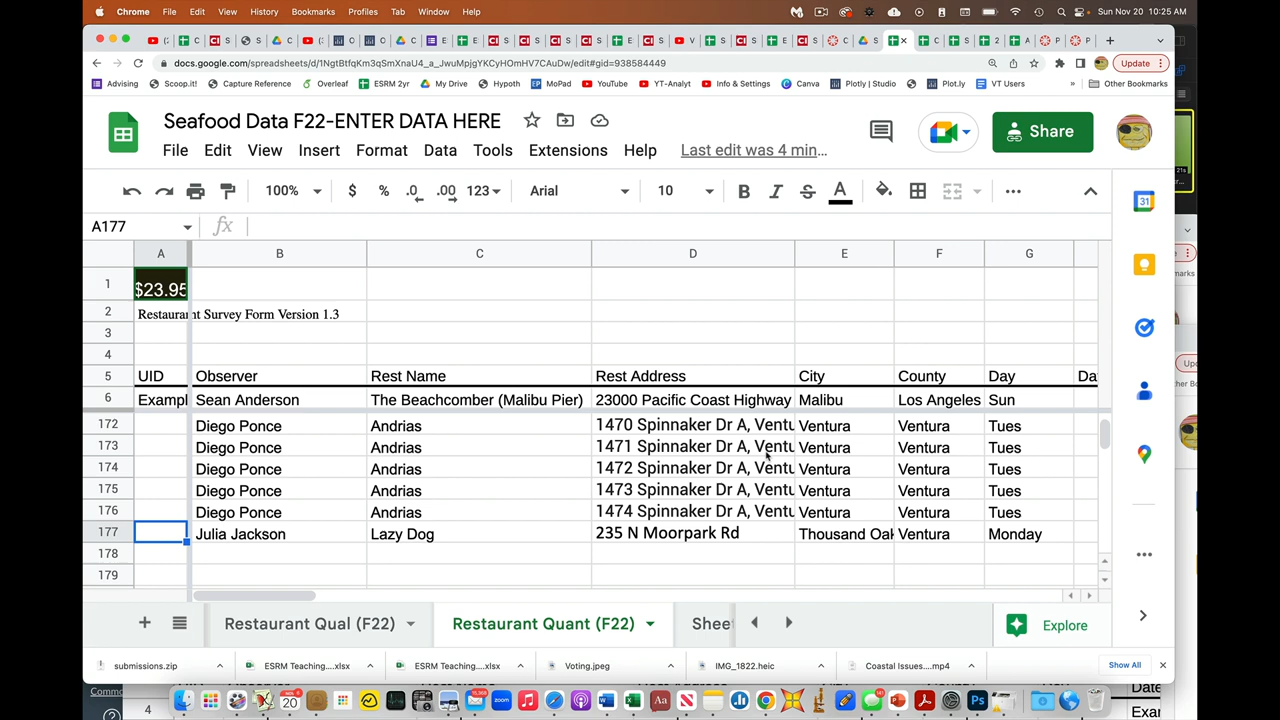 Chrome File Edit View History Bookmarks Profiles Tab Window Help Sun Nov 20 10:25 AM
docs.google.com/spreadsheets/d/1NgtBtfqKm3qSmXnaU4_a_JwuMpjgYKCyHOmHV7CAuDw/edit#gid=938584449 Update
Advising Scoop.it! Capture Reference Overleaf ESRM 2yr My Drive Hypoth MoPad YouTube YT-Analyt Info & Settings Canva Plotly | Studio Plot.ly VT Users » Other Bookmarks
Seafood Data F22-ENTER DATA HERE
File Edit View Insert Format Data Tools Extensions Help Last edit was 4 min...
Share
100% $ % .0 .00 123 Arial 10 B I S A
A177 fx
A B C D E F G
1 $23.95
2 Restaurant Survey Form Version 1.3
3
4
5 UID Observer Rest Name Rest Address City County Day Da
6 Exampl Sean Anderson The Beachcomber (Malibu Pier) 23000 Pacific Coast Highway Malibu Los Angeles Sun
172 Diego Ponce Andrias 1470 Spinnaker Dr A, Ventu Ventura Ventura Tues
173 Diego Ponce Andrias 1471 Spinnaker Dr A, Ventu Ventura Ventura Tues
174 Diego Ponce Andrias 1472 Spinnaker Dr A, Ventu Ventura Ventura Tues
175 Diego Ponce Andrias 1473 Spinnaker Dr A, Ventu Ventura Ventura Tues
176 Diego Ponce Andrias 1474 Spinnaker Dr A, Ventu Ventura Ventura Tues
177 Julia Jackson Lazy Dog 235 N Moorpark Rd Thousand Oak Ventura Monday
178
179
Restaurant Qual (F22) Restaurant Quant (F22) Shee Explore
submissions.zip ESRM Teaching....xlsx ESRM Teaching....xlsx Voting.jpeg IMG_1822.heic Coastal Issues....mp4 Show All
Commo
4